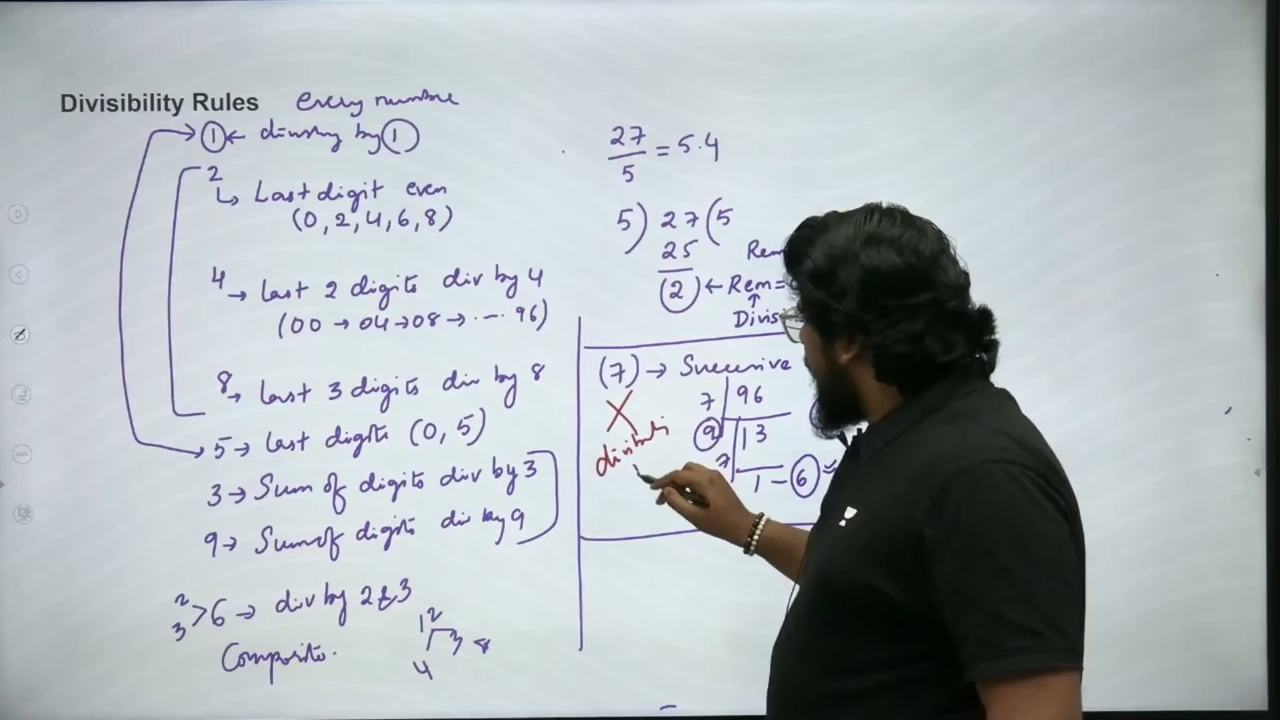 Divisibility Rules every number
1 ← by 1
2
↳ Last digit even
(0, 2, 4, 6, 8)
4 → last 2 digits div by 4
(00 → 04 → 08 → .... 96)
8 → last 3 digits div by 8
5 → last digits (0, 5)
3 → Sum of digits div by 3
9 → Sum of digits div by 9
2
3 > 6 → div by 2 & 3
Composite.
12
4 3 8
27
5 = 5.4
5) 27 (5
25
(2) ← Rem =
↑
(7) → Successive
X
7 96
9 13
7
1 - 6